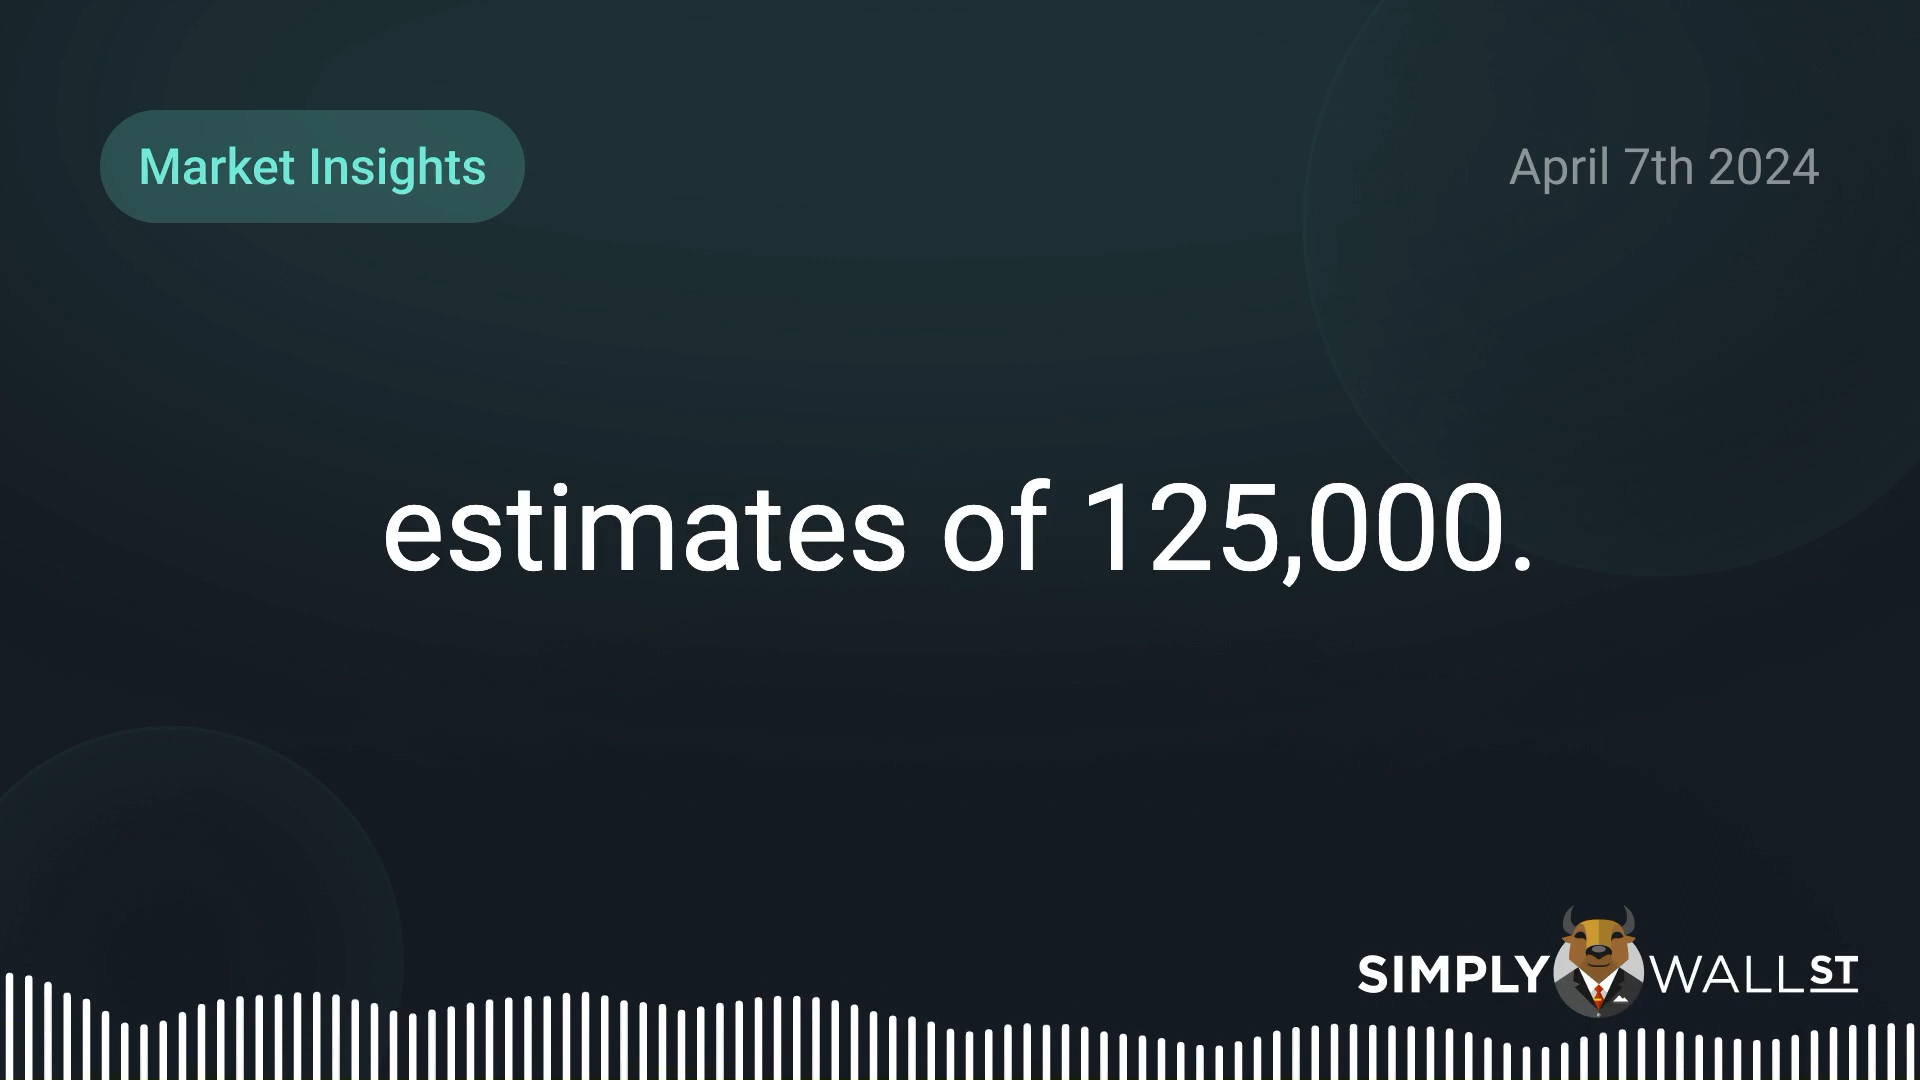 Market Insights
April 7th 2024
estimates of 125,000.
SIMPLY WALL ST